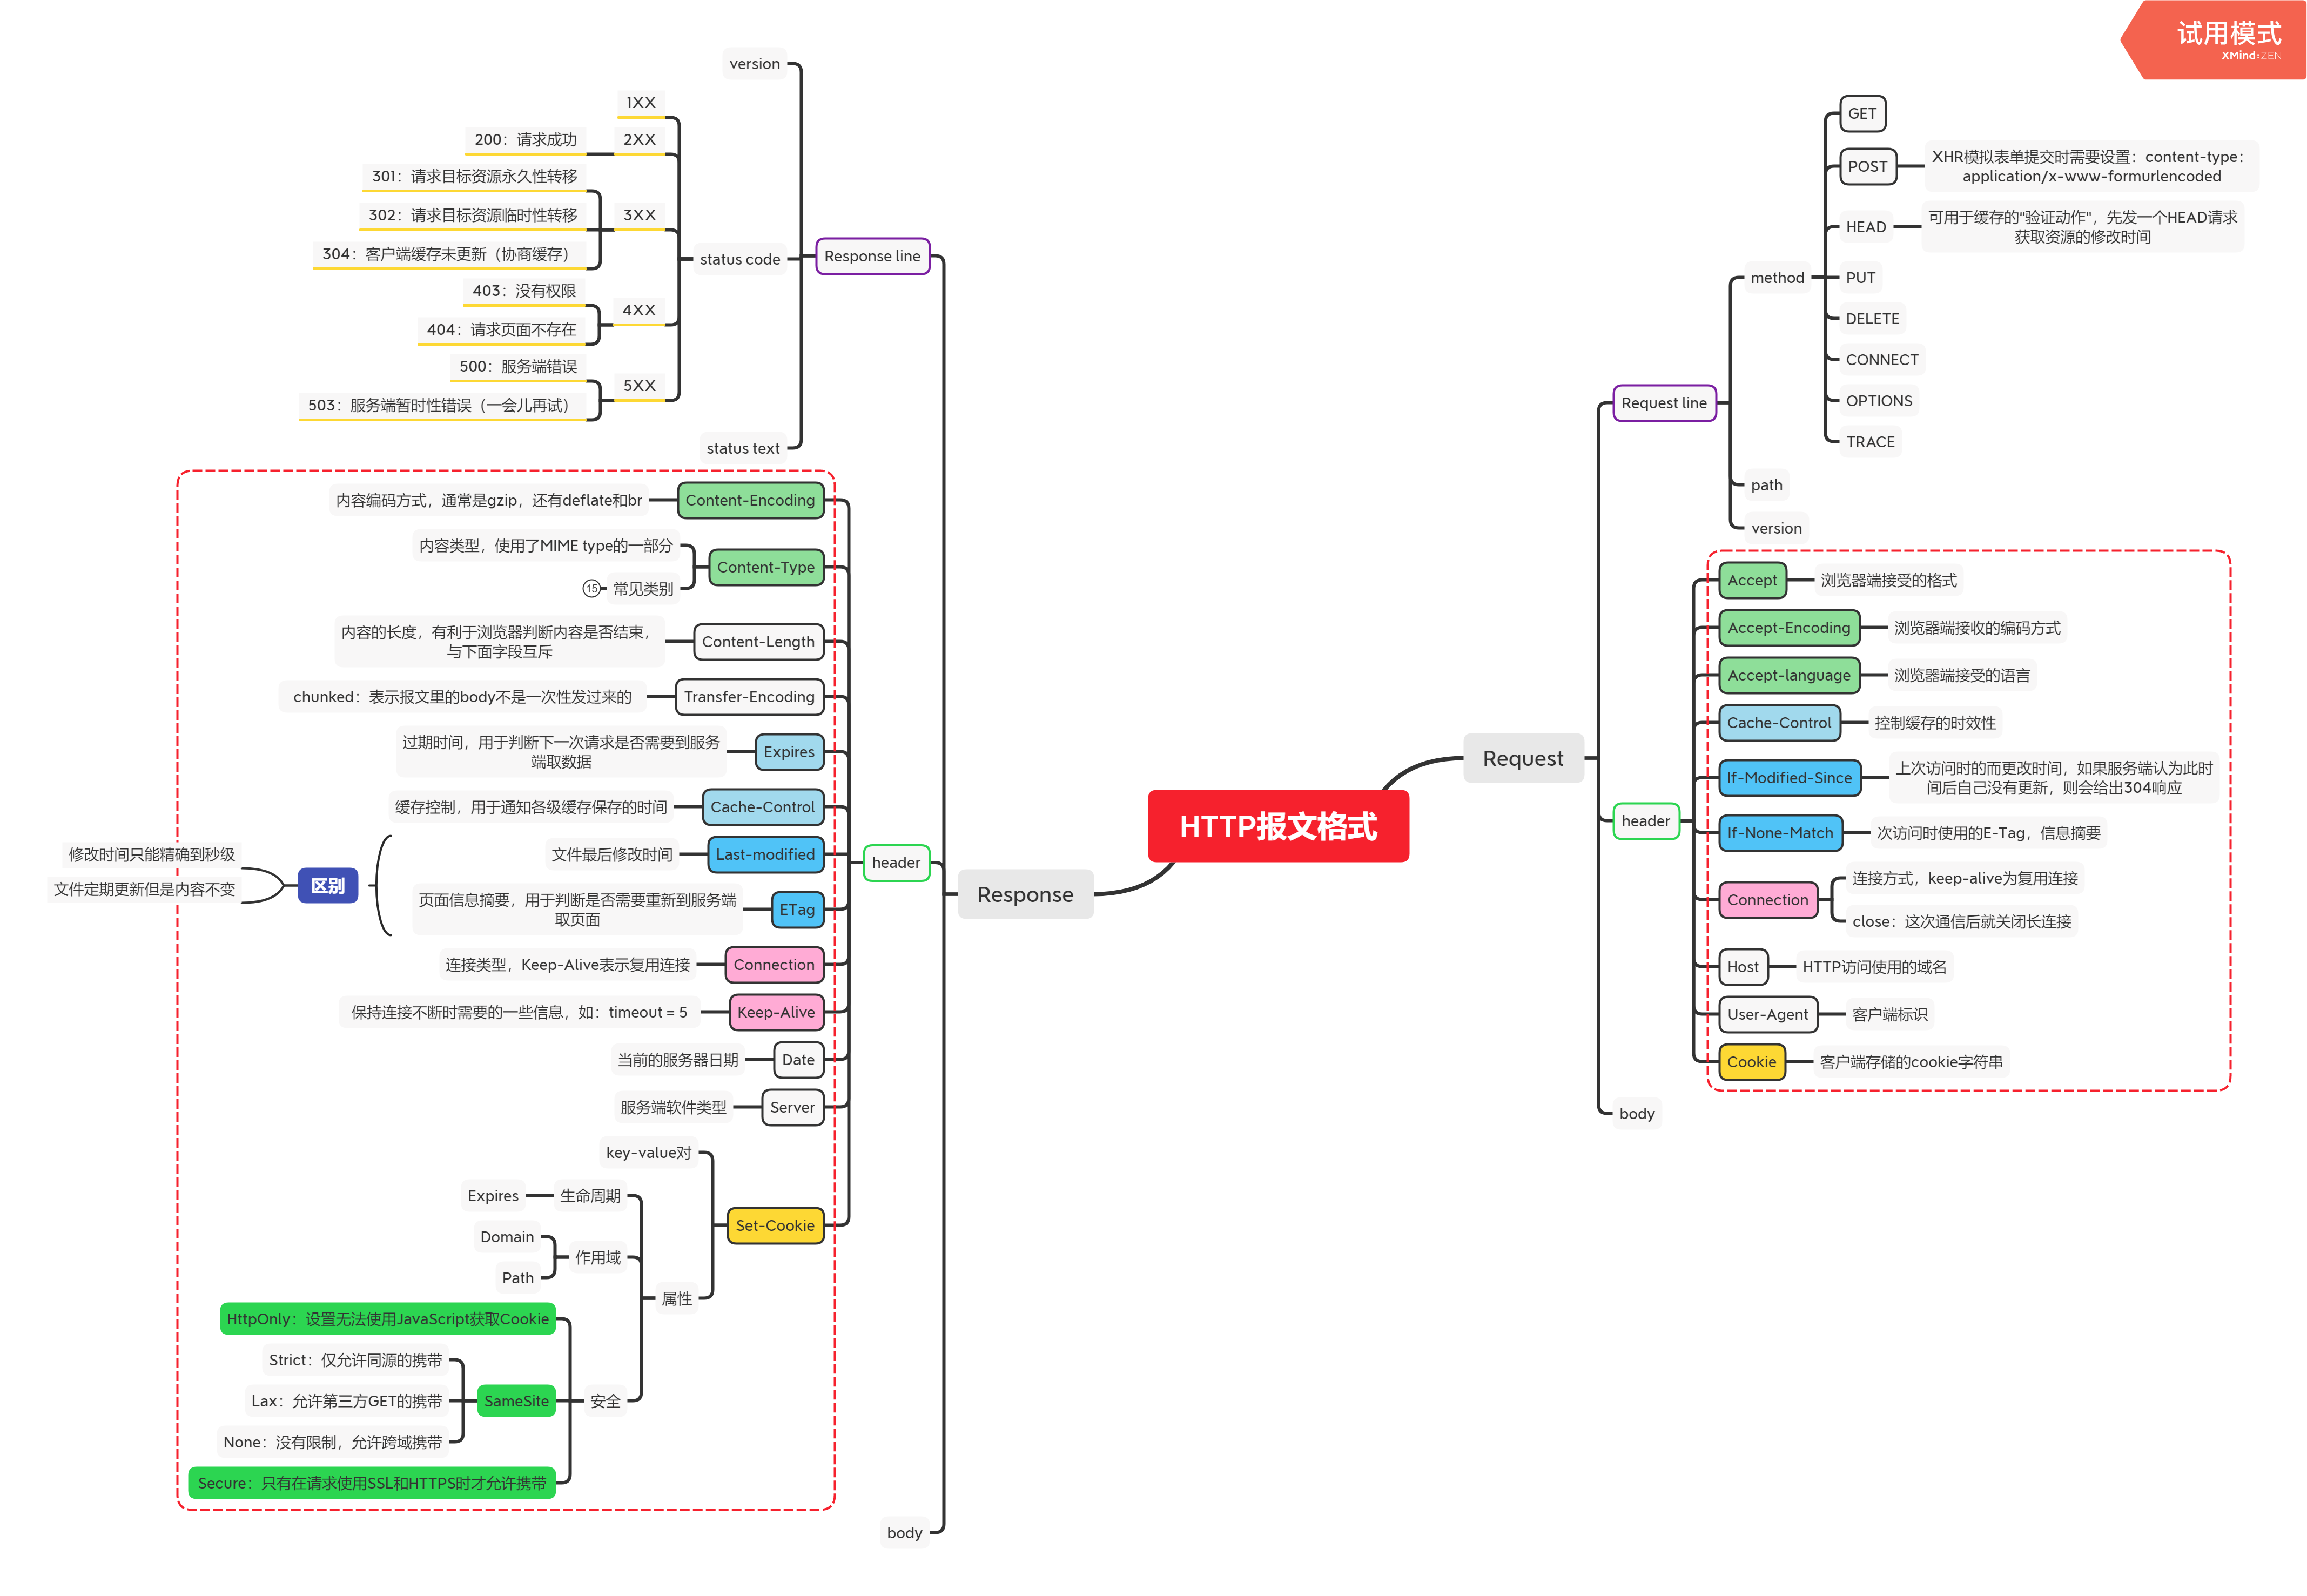 试用模式
XMind:ZEN
HTTP报文格式
Request
Request line
method
GET
POST
XHR模拟表单提交时需要设置：content-type：
application/x-www-formurlencoded
HEAD
可用于缓存的"验证动作"，先发一个HEAD请求
获取资源的修改时间
PUT
DELETE
CONNECT
OPTIONS
TRACE
path
version
header
Accept
浏览器端接受的格式
Accept-Encoding
浏览器端接收的编码方式
Accept-language
浏览器端接受的语言
Cache-Control
控制缓存的时效性
If-Modified-Since
上次访问时的而更改时间，如果服务端认为此时
间后自己没有更新，则会给出304响应
If-None-Match
次访问时使用的E-Tag，信息摘要
Connection
连接方式，keep-alive为复用连接
close：这次通信后就关闭长连接
Host
HTTP访问使用的域名
User-Agent
客户端标识
Cookie
客户端存储的cookie字符串
body
Response
Response line
version
status code
1XX
2XX
200：请求成功
3XX
301：请求目标资源永久性转移
302：请求目标资源临时性转移
304：客户端缓存未更新（协商缓存）
4XX
403：没有权限
404：请求页面不存在
5XX
500：服务端错误
503：服务端暂时性错误（一会儿再试）
status text
header
Content-Encoding
内容编码方式，通常是gzip，还有deflate和br
Content-Type
内容类型，使用了MIME type的一部分
常见类别
15
Content-Length
内容的长度，有利于浏览器判断内容是否结束，
与下面字段互斥
Transfer-Encoding
chunked：表示报文里的body不是一次性发过来的
Expires
过期时间，用于判断下一次请求是否需要到服务
端取数据
Cache-Control
缓存控制，用于通知各级缓存保存的时间
Last-modified
文件最后修改时间
ETag
页面信息摘要，用于判断是否需要重新到服务端
取页面
区别
修改时间只能精确到秒级
文件定期更新但是内容不变
Connection
连接类型，Keep-Alive表示复用连接
Keep-Alive
保持连接不断时需要的一些信息，如：timeout = 5
Date
当前的服务器日期
Server
服务端软件类型
Set-Cookie
key-value对
属性
生命周期
Expires
作用域
Domain
Path
安全
HttpOnly：设置无法使用JavaScript获取Cookie
SameSite
Strict：仅允许同源的携带
Lax：允许第三方GET的携带
None：没有限制，允许跨域携带
Secure：只有在请求使用SSL和HTTPS时才允许携带
body